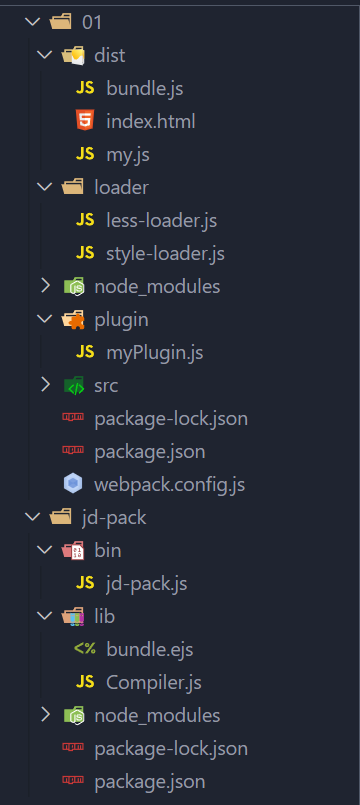 01
dist
JS bundle.js
index.html
JS my.js
loader
JS less-loader.js
JS style-loader.js
node_modules
plugin
JS myPlugin.js
src
package-lock.json
package.json
webpack.config.js
jd-pack
bin
JS jd-pack.js
lib
<% bundle.ejs
JS Compiler.js
node_modules
package-lock.json
package.json